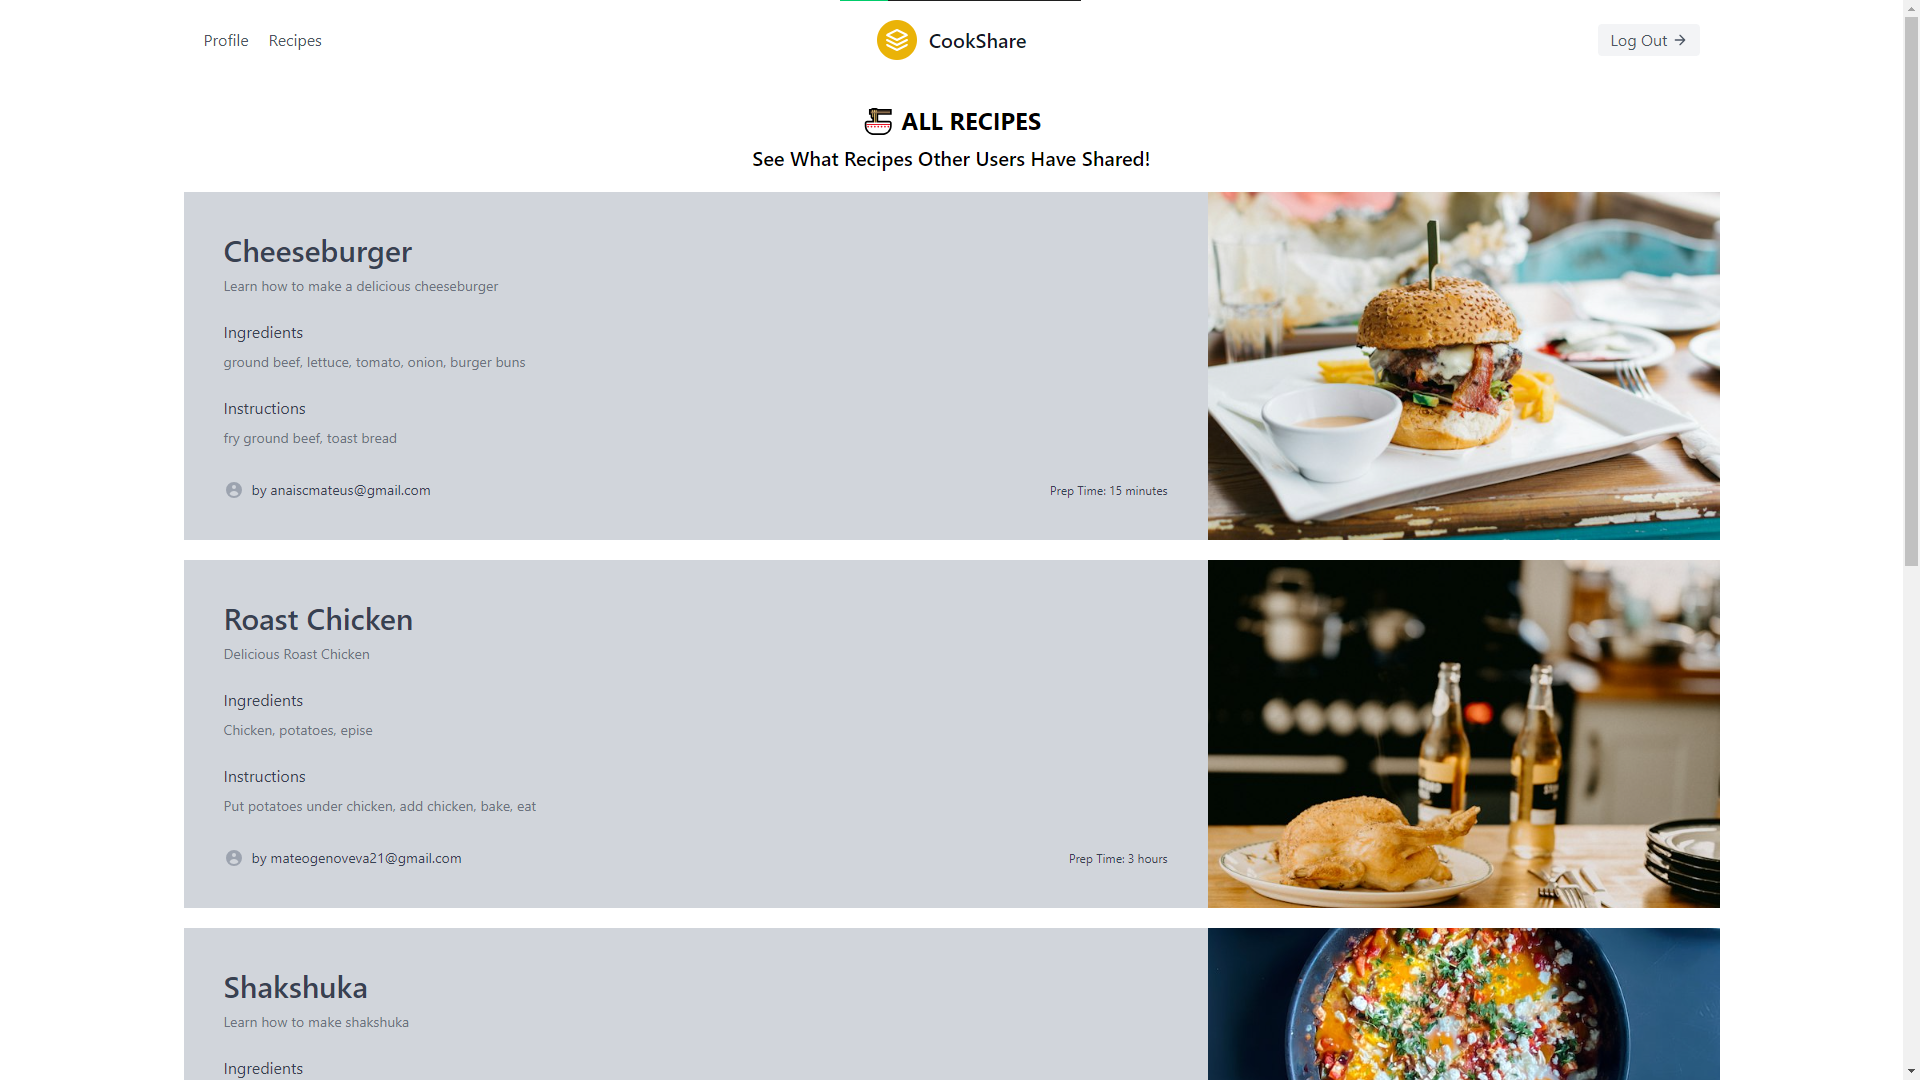 Profile
Recipes
CookShare
Log Out
ALL RECIPES
See What Recipes Other Users Have Shared!
Cheeseburger
Learn how to make a delicious cheeseburger
Ingredients
ground beef, lettuce, tomato, onion, burger buns
Instructions
fry ground beef, toast bread
by anaiscmateus@gmail.com
Prep Time: 15 minutes
Roast Chicken
Delicious Roast Chicken
Ingredients
Chicken, potatoes, epise
Instructions
Put potatoes under chicken, add chicken, bake, eat
by mateogenoveva21@gmail.com
Prep Time: 3 hours
Shakshuka
Learn how to make shakshuka
Ingredients